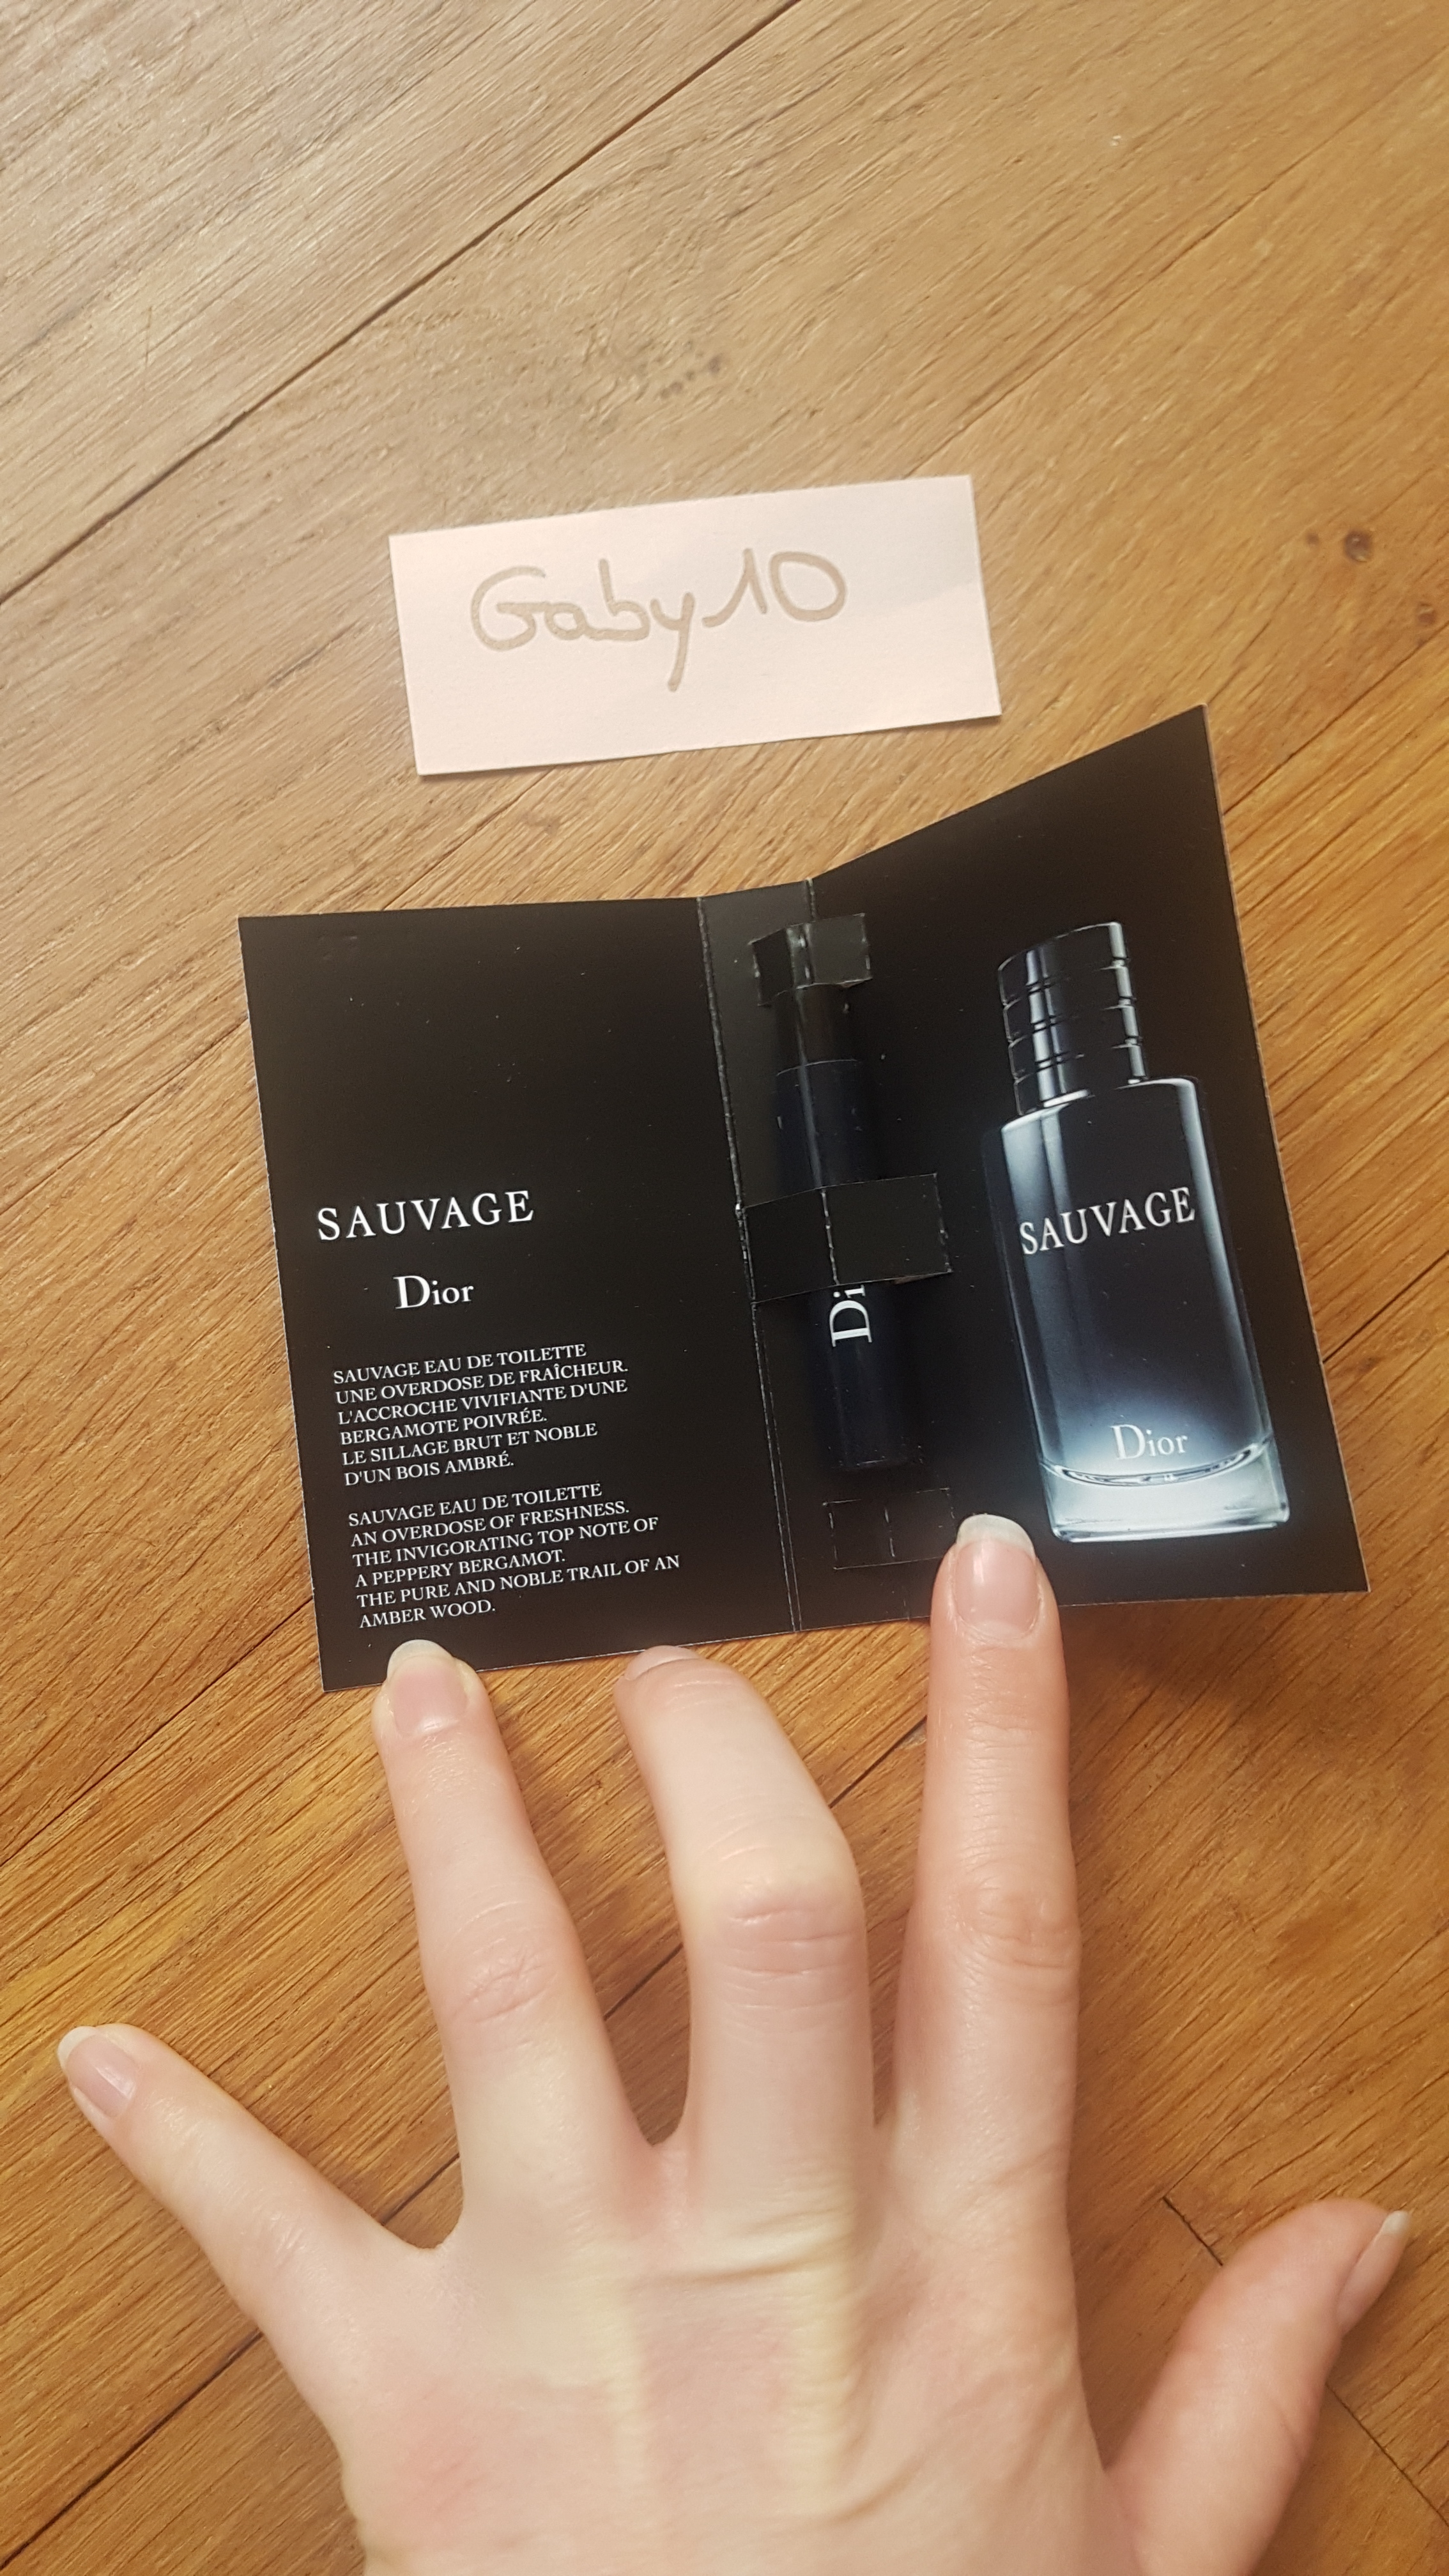 Gaby10
SAUVAGE
Dior
SAUVAGE EAU DE TOILETTE
UNE OVERDOSE DE FRAÎCHEUR.
L'ACCROCHE VIVIFIANTE D'UNE
BERGAMOTE POIVRÉE.
LE SILLAGE BRUT ET NOBLE
D'UN BOIS AMBRÉ.
SAUVAGE EAU DE TOILETTE
AN OVERDOSE OF FRESHNESS.
THE INVIGORATING TOP NOTE OF
A PEPPERY BERGAMOT.
THE PURE AND NOBLE TRAIL OF AN
AMBER WOOD.
Di
SAUVAGE
Dior